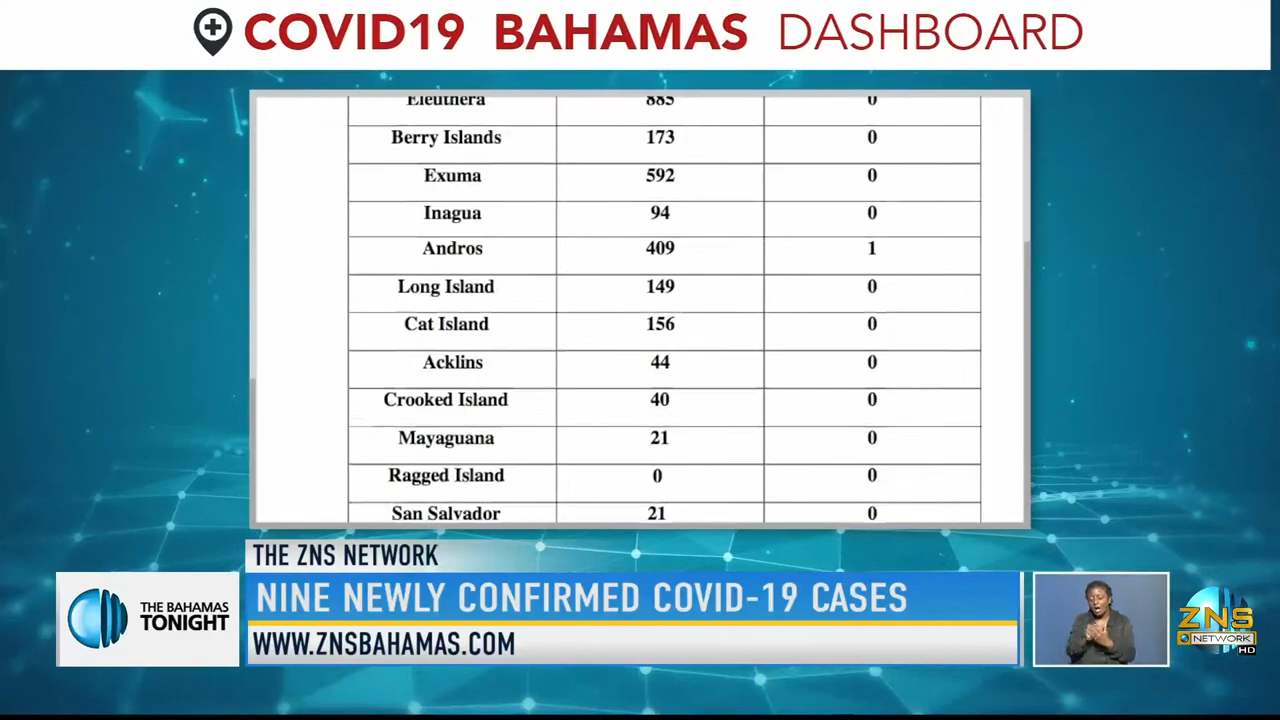 COVID19 BAHAMAS DASHBOARD
Eleuthera 885 0
Berry Islands 173 0
Exuma 592 0
Inagua 94 0
Andros 409 1
Long Island 149 0
Cat Island 156 0
Acklins 44 0
Crooked Island 40 0
Mayaguana 21 0
Ragged Island 0 0
San Salvador 21 0
THE ZNS NETWORK
NINE NEWLY CONFIRMED COVID-19 CASES
WWW.ZNSBAHAMAS.COM
THE BAHAMAS
TONIGHT
ZNS
NETWORK
HD